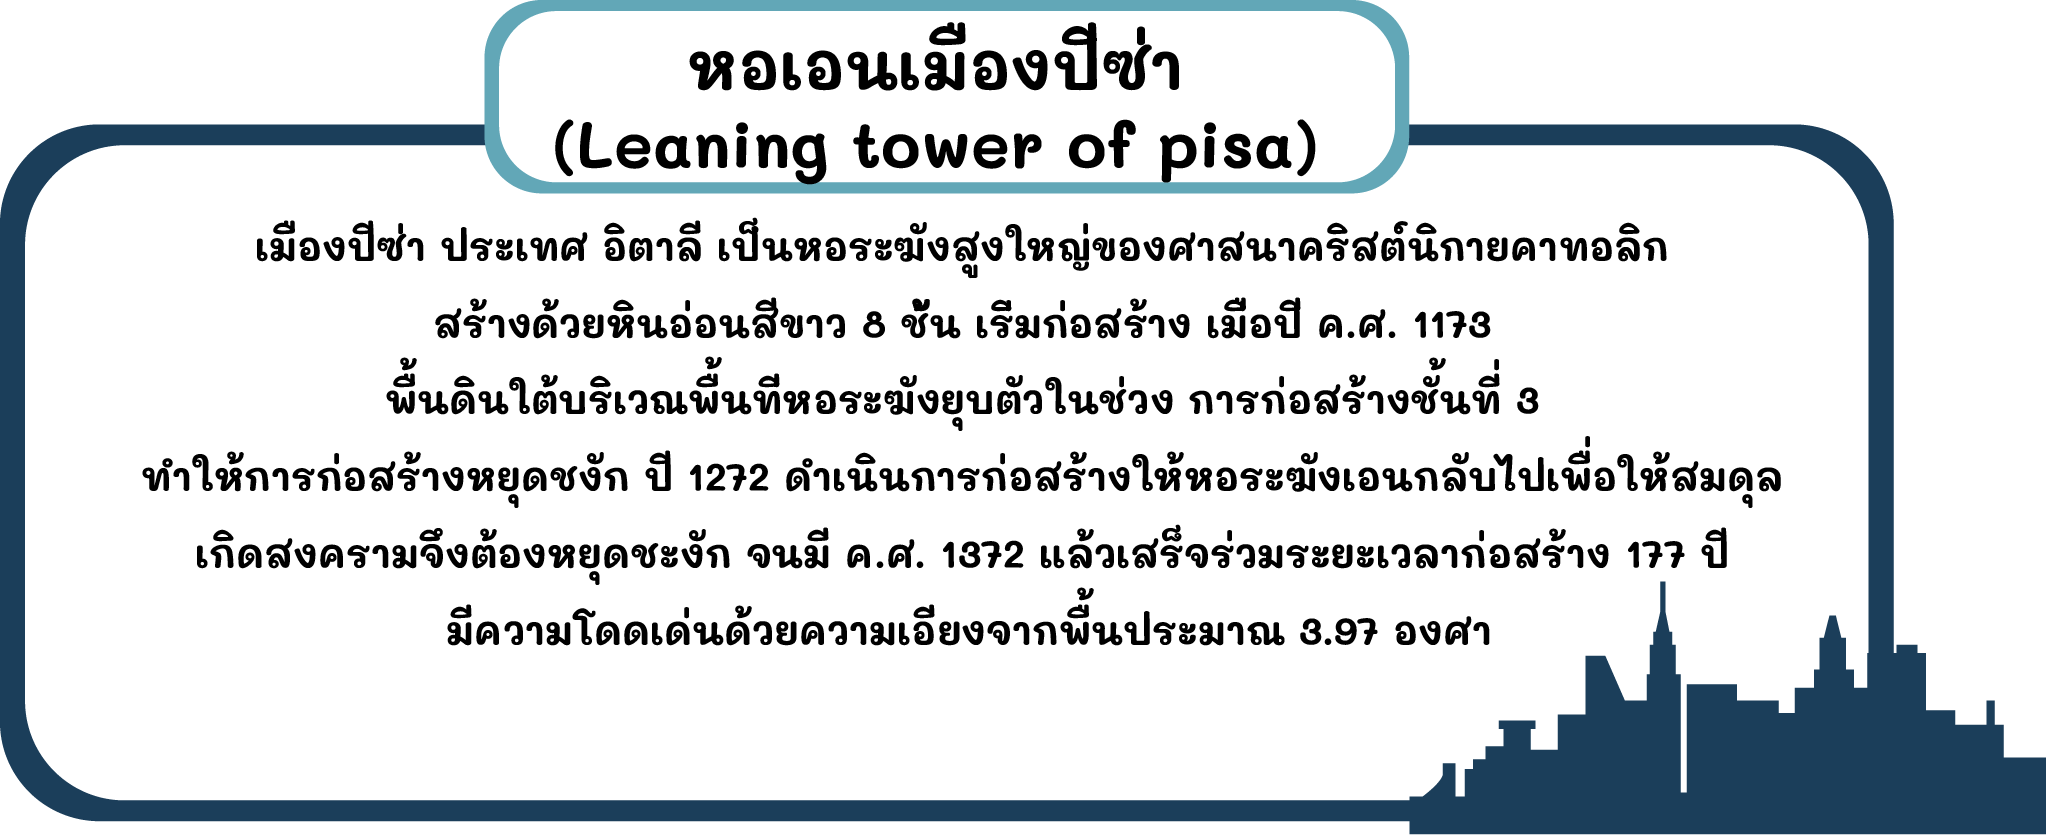 หอเอนเมืองปีซ่า
(Leaning tower of pisa)
เมืองปีซ่า ประเทศ อิตาลี เป็นหอระฆังสูงใหญ่ของศาสนาคริสต์นิกายคาทอลิก
สร้างด้วยหินอ่อนสีขาว 8 ชั้น เริ่มก่อสร้าง เมื่อปี ค.ศ. 1173
พื้นดินใต้บริเวณพื้นที่หอระฆังยุบตัวในช่วง การก่อสร้างชั้นที่ 3
ทำให้การก่อสร้างหยุดชงัก ปี 1272 ดำเนินการก่อสร้างให้หอระฆังเอนกลับไปเพื่อให้สมดุล
เกิดสงครามจึงต้องหยุดชะงัก จนมี ค.ศ. 1372 แล้วเสร็จร่วมระยะเวลาก่อสร้าง 177 ปี
มีความโดดเด่นด้วยความเอียงจากพื้นประมาณ 3.97 องศา